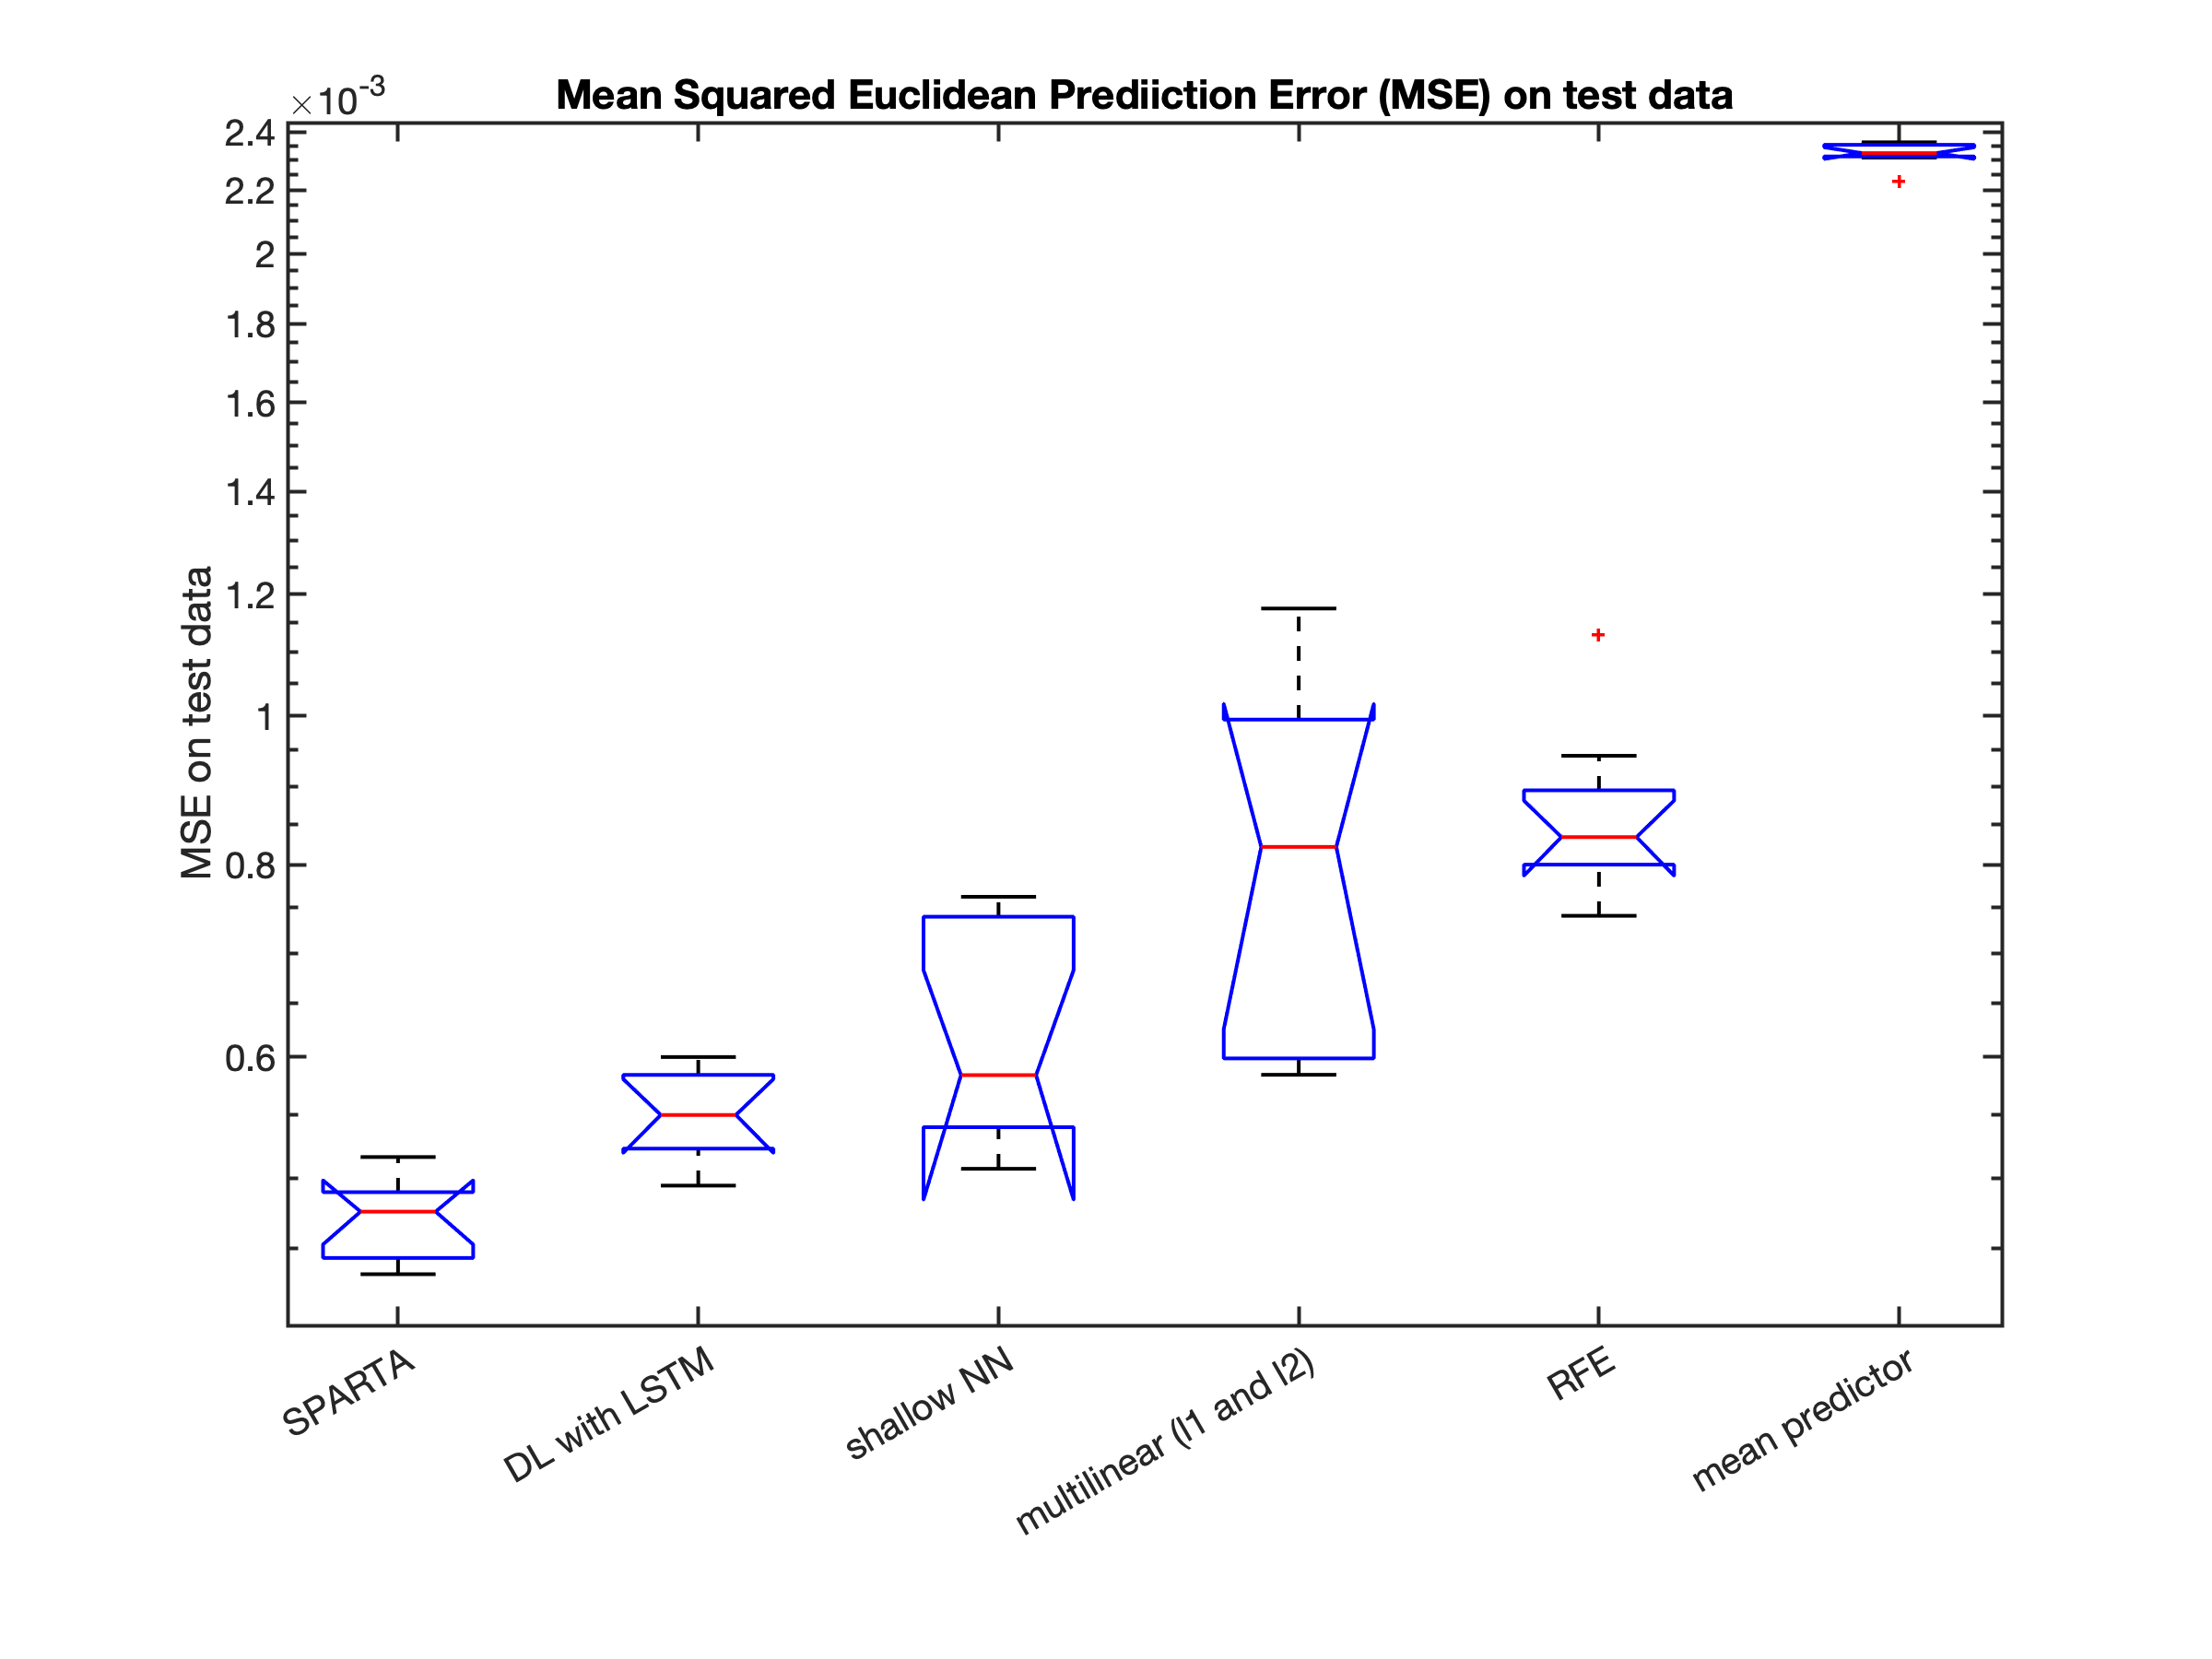 ×10-3
Mean Squared Euclidean Prediiction Error (MSE) on test data
2.4
2.2
2
1.8
1.6
1.4
1.2
1
0.8
0.6
MSE on test data
SPARTA
DL with LSTM
shallow NN
multilinear (l1 and l2)
RFE
mean predictor